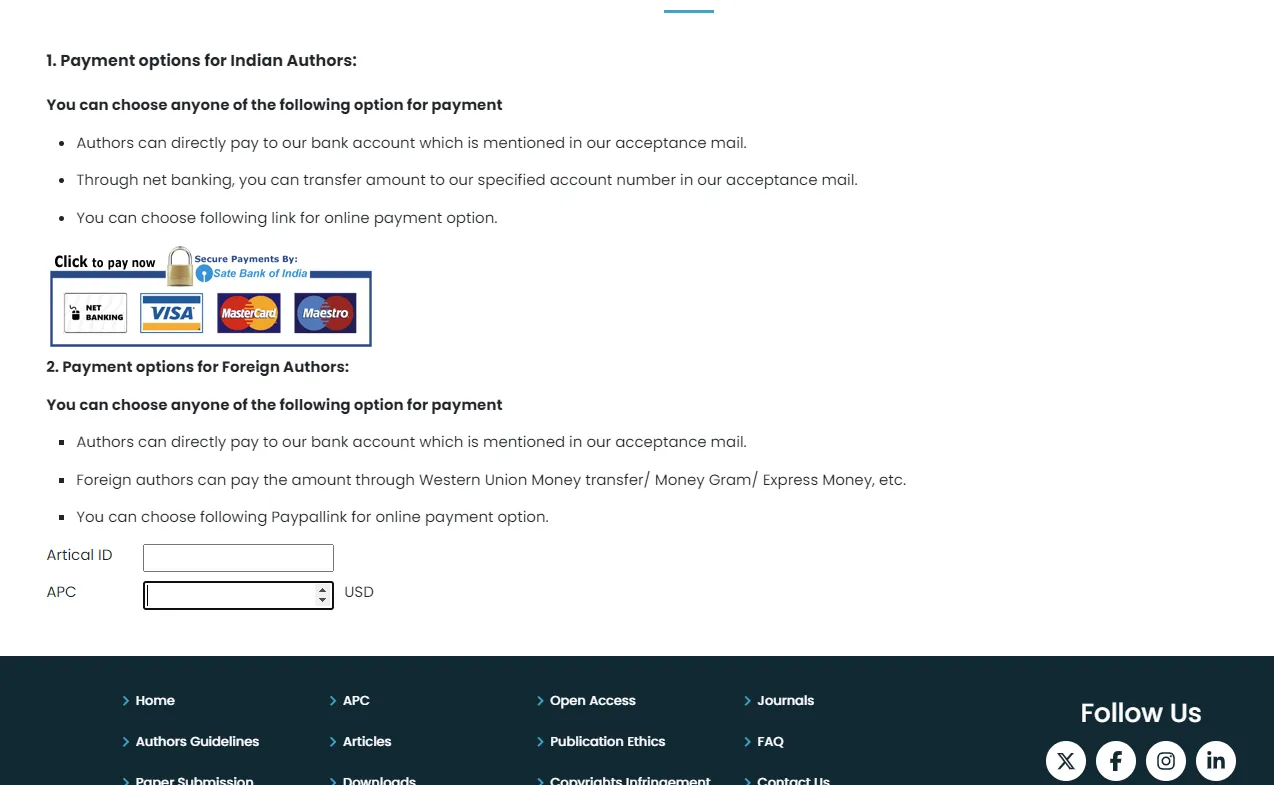 1. Payment options for Indian Authors:
You can choose anyone of the following option for payment
Authors can directly pay to our bank account which is mentioned in our acceptance mail.
Through net banking, you can transfer amount to our specified account number in our acceptance mail.
You can choose following link for online payment option.
Click to pay now
Secure Payments By:
Sate Bank of India
NET BANKING
VISA
MasterCard
Maestro
2. Payment options for Foreign Authors:
You can choose anyone of the following option for payment
Authors can directly pay to our bank account which is mentioned in our acceptance mail.
Foreign authors can pay the amount through Western Union Money transfer/ Money Gram/ Express Money, etc.
You can choose following Paypallink for online payment option.
Artical ID
APC USD
Home APC Open Access Journals
Follow Us
Authors Guidelines Articles Publication Ethics FAQ
Paper Submission Downloads Copyrights Infringement Contact Us